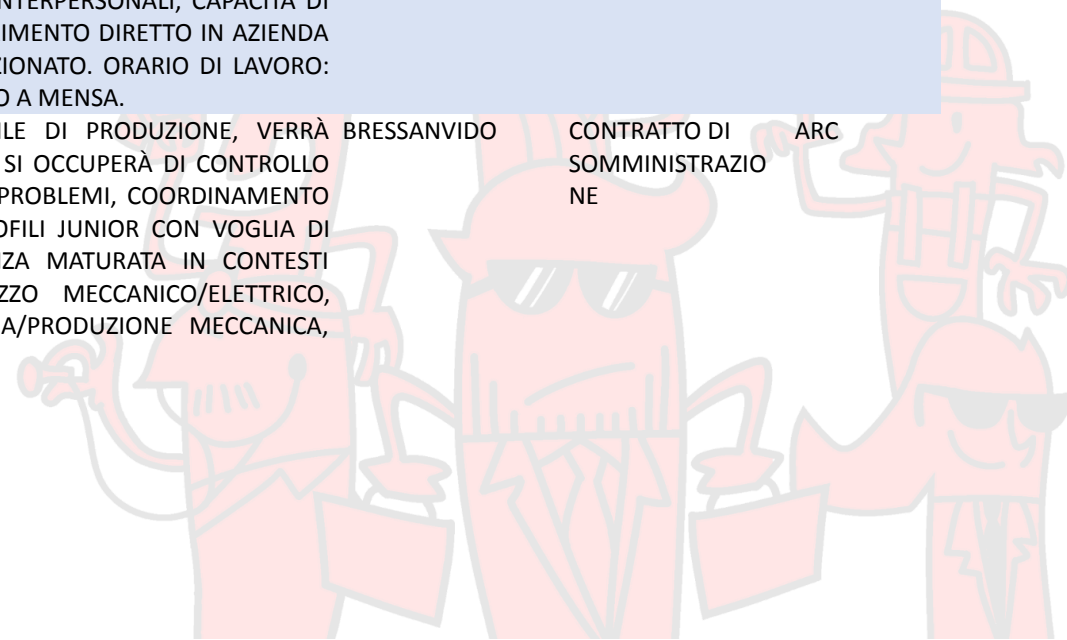 INTERPERSONALI, CAPACITÀ DI
IMENTO DIRETTO IN AZIENDA
ZIONATO. ORARIO DI LAVORO:
O A MENSA.
ILE DI PRODUZIONE, VERRÀ BRESSANVIDO CONTRATTO DI ARC
SI OCCUPERÀ DI CONTROLLO SOMMINISTRAZIO
PROBLEMI, COORDINAMENTO NE
OFILI JUNIOR CON VOGLIA DI
NZA MATURATA IN CONTESTI
ZZO MECCANICO/ELETTRICO,
A/PRODUZIONE MECCANICA,